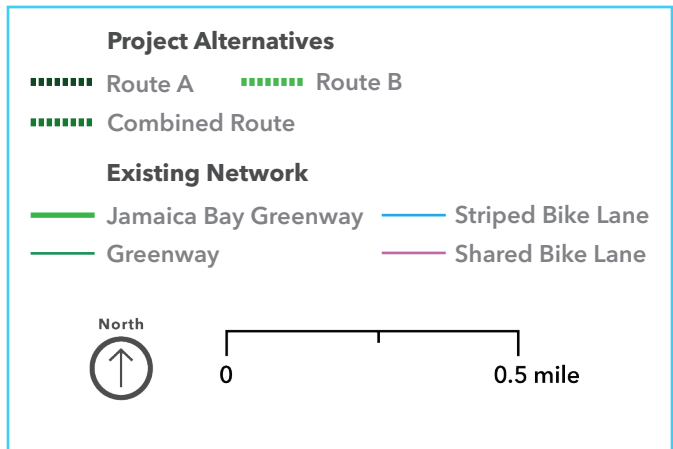 Project Alternatives
Route A Route B
Combined Route
Existing Network
Jamaica Bay Greenway Striped Bike Lane
Greenway Shared Bike Lane
North
0 0.5 mile